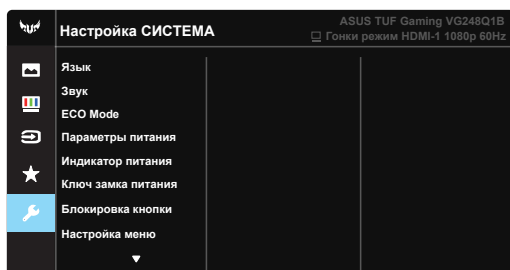 Настройка СИСТЕМА
ASUS TUF Gaming VG248Q1B
Гонки режим HDMI-1 1080p 60Hz
Язык
Звук
ECO Mode
Параметры питания
Индикатор питания
Ключ замка питания
Блокировка кнопки
Настройка меню